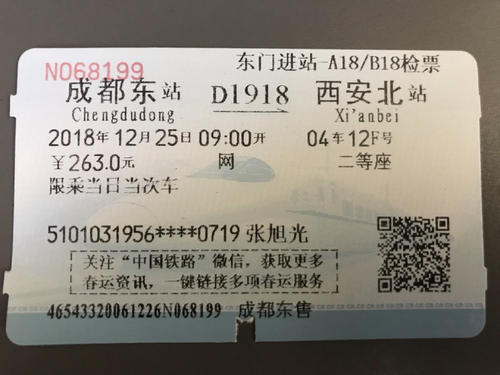 N068199 东门进站-A18/B18检票
成都东站 D1918 西安北站
Chengdudong Xi'anbei
2018年12月25日09:00开 04车12F号
￥263.0元 网 二等座
限乘当日当次车
5101031956****0719 张旭光
关注“中国铁路”微信，获取更多
春运资讯，一键链接多项春运服务
46543320061226N068199 成都东售